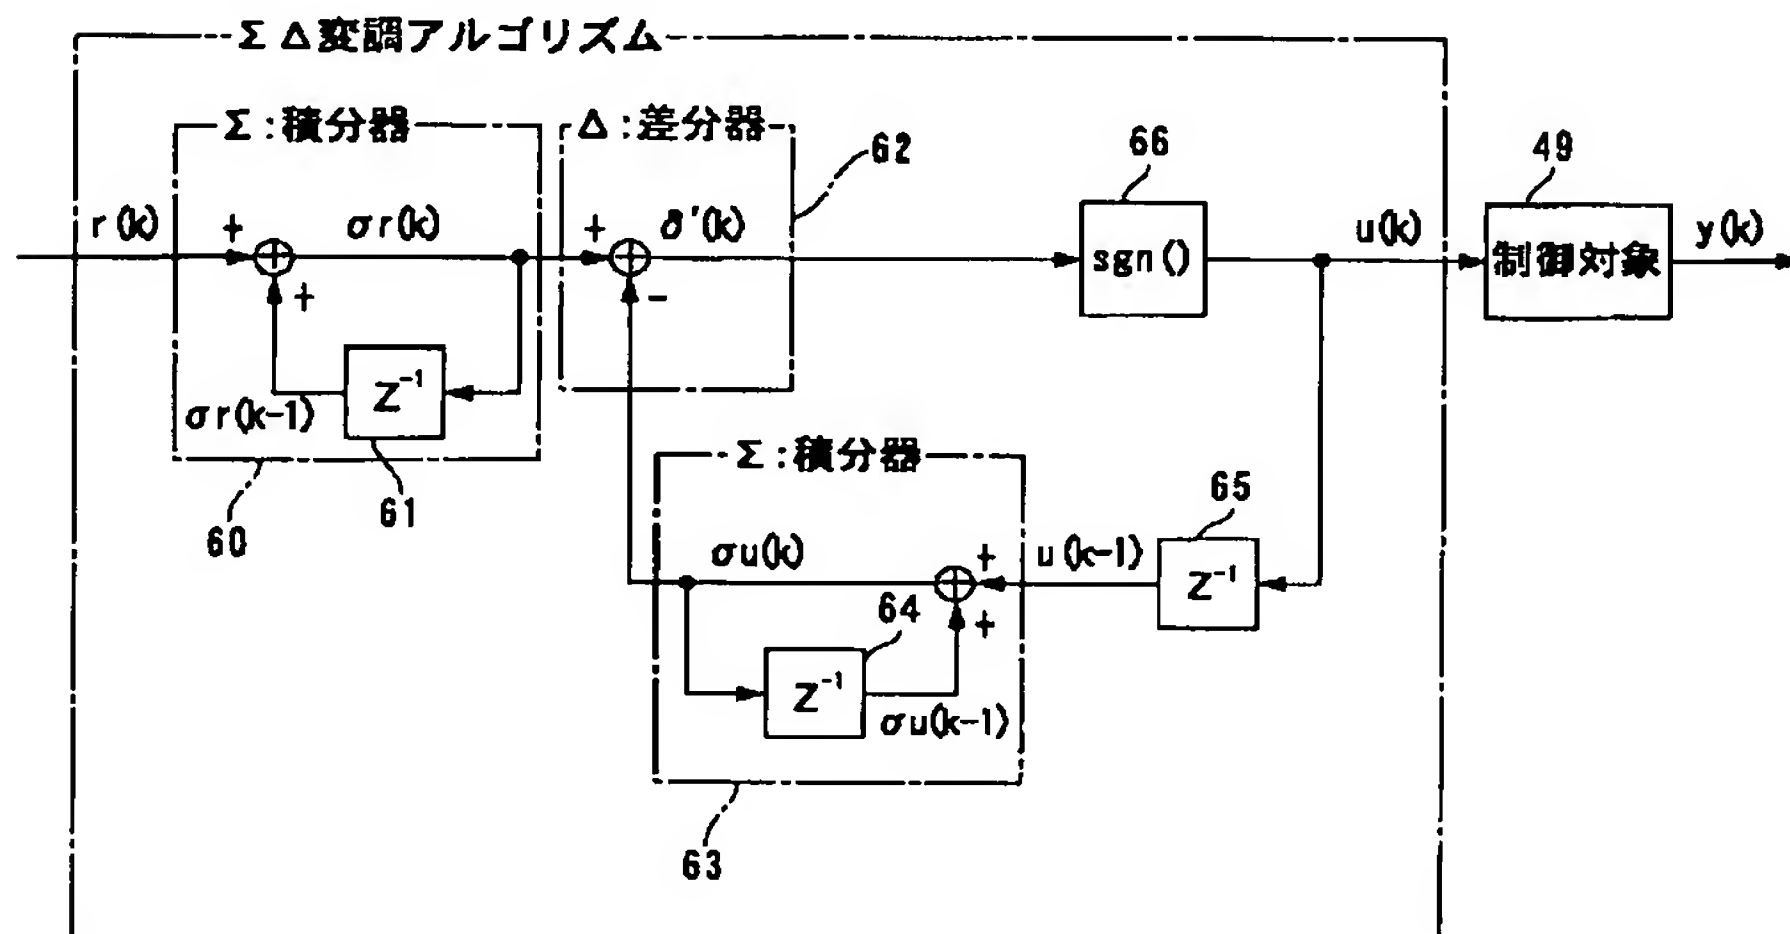 ΣΔ変調アルゴリズム
Σ:積分器
Δ:差分器
62
66
49
r(k)
+
σr(k)
+
δ'(k)
sgn()
u(k)
制御対象
y(k)
+
-
Z⁻¹
σr(k-1)
60
61
Σ:積分器
65
σu(k)
+
u(k-1)
Z⁻¹
64
+
Z⁻¹
σu(k-1)
63